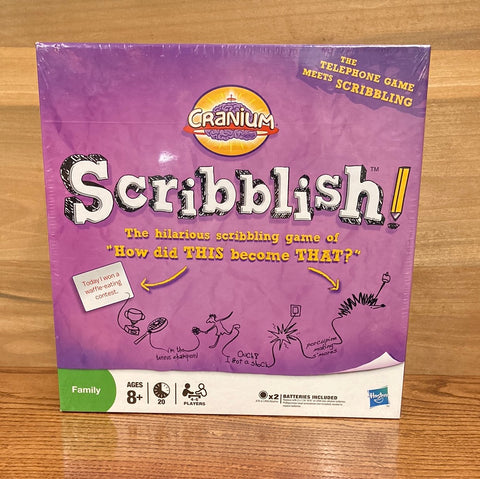 THE
TELEPHONE GAME
MEETS SCRIBBLING
CRANIUM
Scribblish!™
The hilarious scribbling game of
"How did THIS become THAT?"
Today I won a
waffle-eating
contest.
I'm the
tennis champion!
Ouch!!
I got a shock
porcupine
making
s'mores
Family
AGES
8+
20
4-6
PLAYERS
x2
BATTERIES INCLUDED
Hasbro